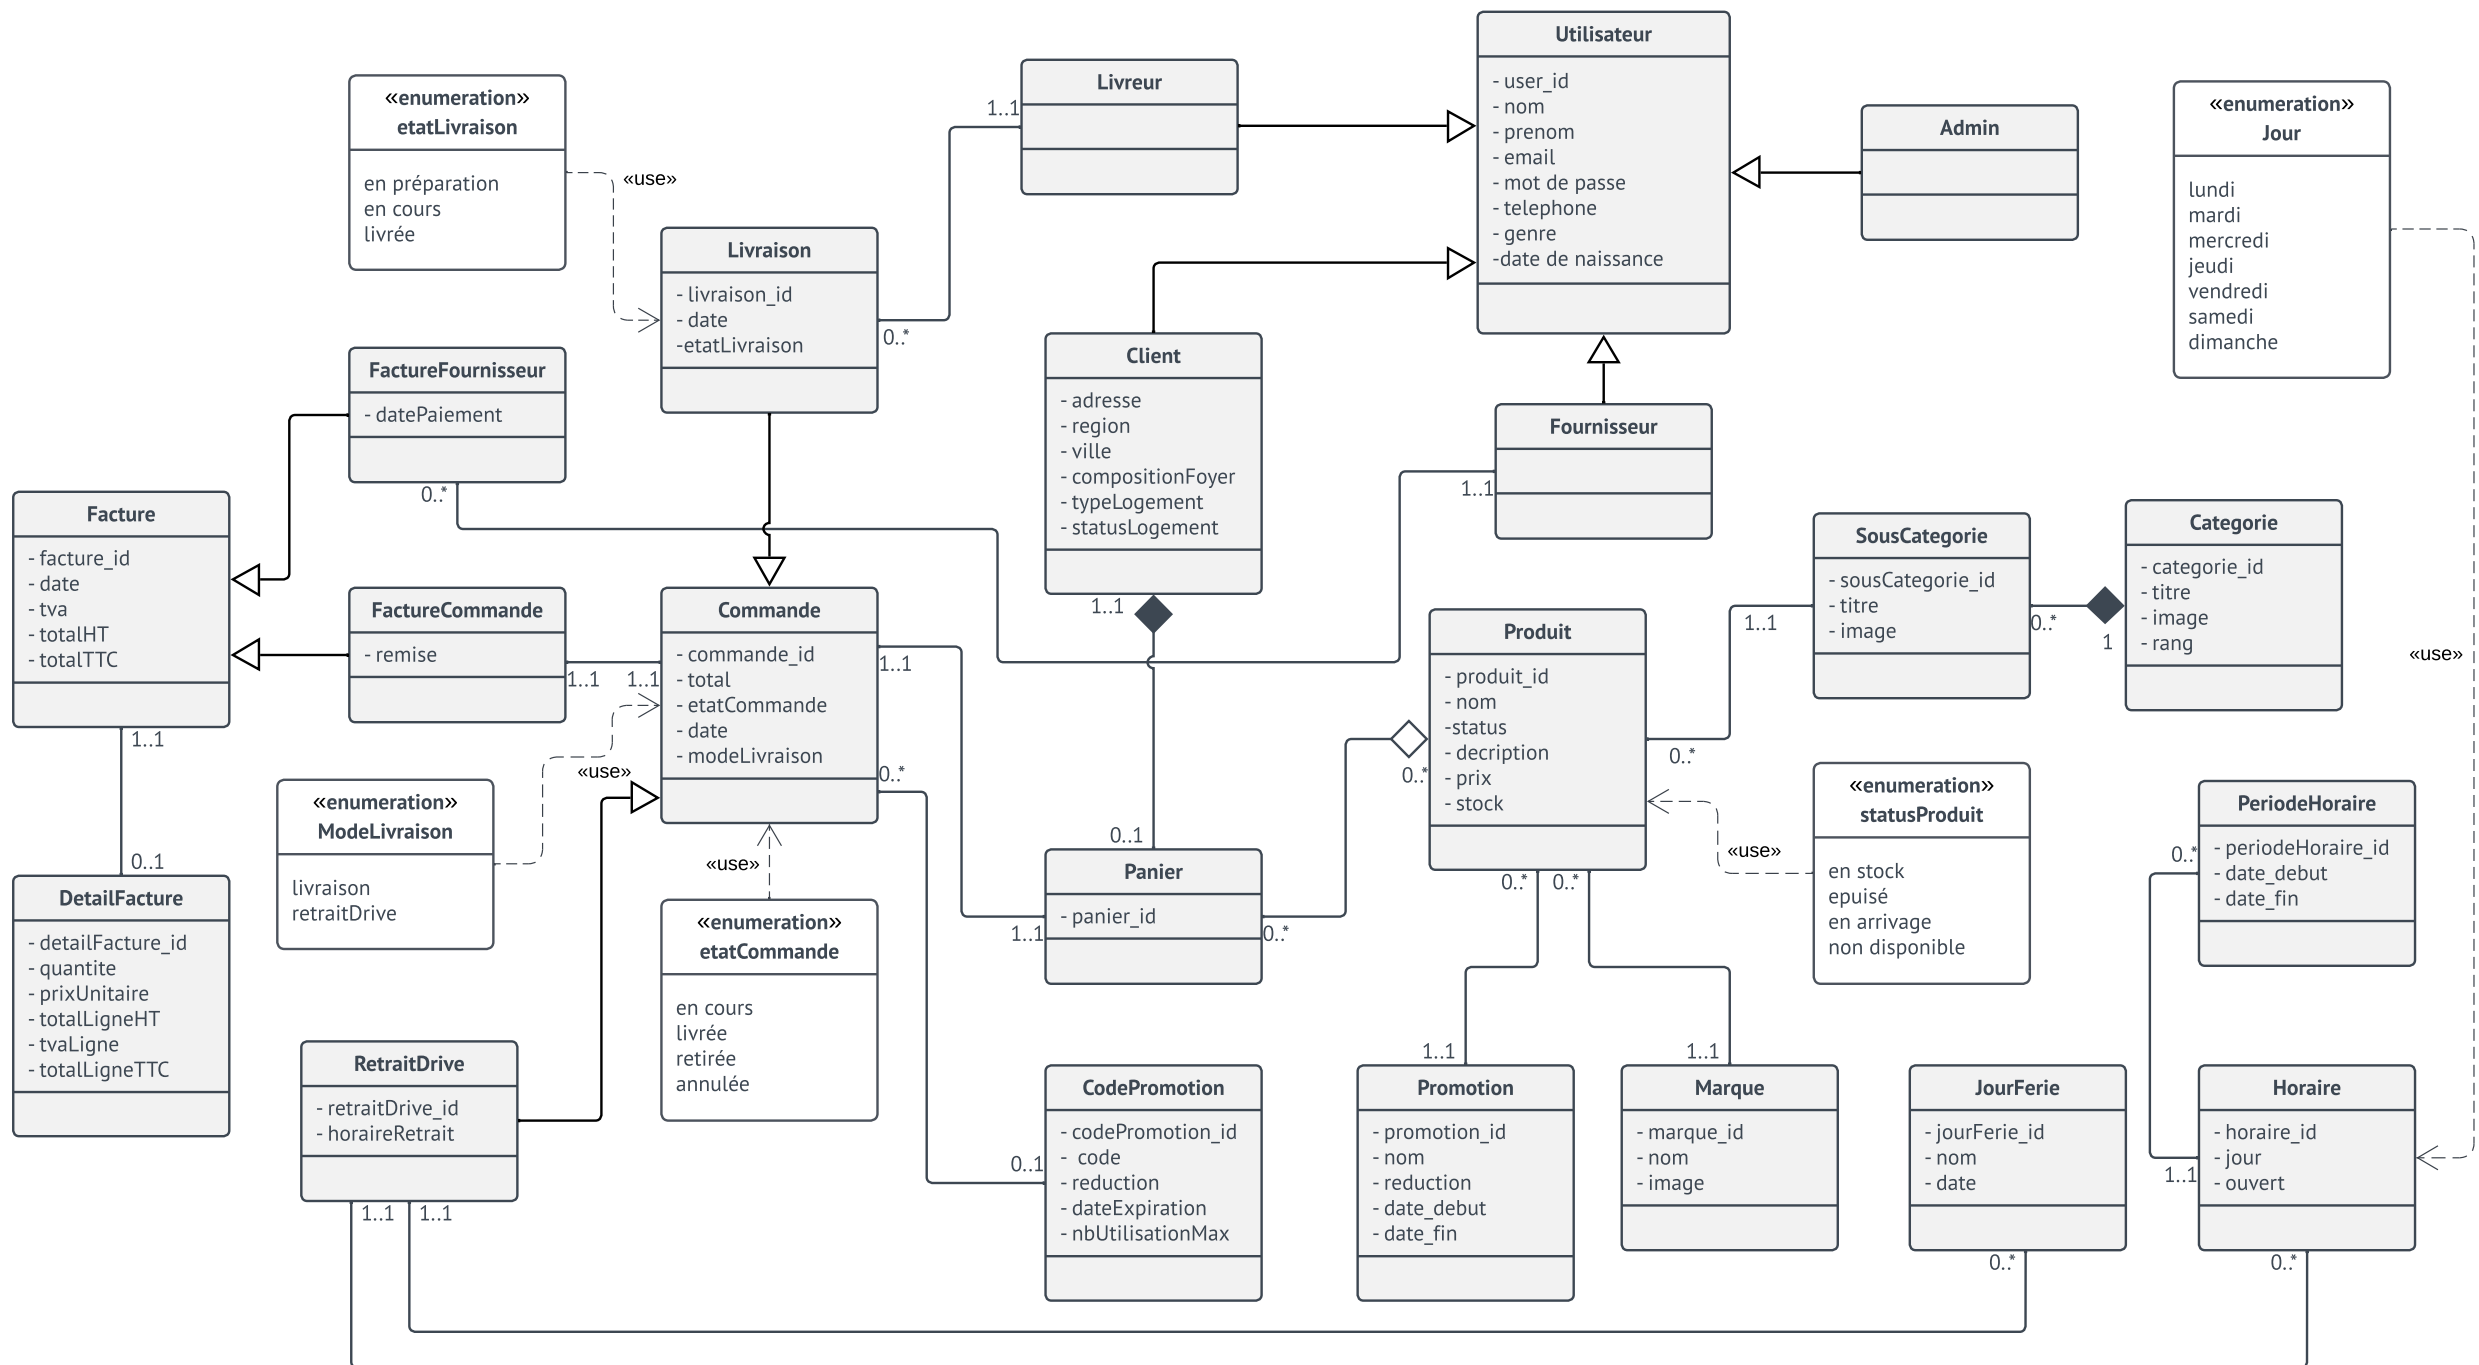 Utilisateur
- user_id
- nom
- prenom
- email
- mot de passe
- telephone
- genre
-date de naissance
Livreur
1..1
Admin
«enumeration»
Jour
lundi
mardi
mercredi
jeudi
vendredi
samedi
dimanche
«use»
«enumeration»
etatLivraison
en préparation
en cours
livrée
«use»
Livraison
- livraison_id
- date
-etatLivraison
0..*
Client
- adresse
- region
- ville
- compositionFoyer
- typeLogement
- statusLogement
1..1
Fournisseur
1..1
FactureFournisseur
- datePaiement
0..*
Facture
- facture_id
- date
- tva
- totalHT
- totalTTC
1..1
FactureCommande
- remise
1..1
1..1
Commande
- commande_id
- total
- etatCommande
- date
- modeLivraison
1..1
0..*
Produit
- produit_id
- nom
-status
- decription
- prix
- stock
0..*
0..*
0..*
0..*
SousCategorie
- sousCategorie_id
- titre
- image
1..1
0..*
Categorie
- categorie_id
- titre
- image
- rang
1
«enumeration»
ModeLivraison
livraison
retraitDrive
«use»
«enumeration»
etatCommande
en cours
livrée
retirée
annulée
«use»
0..1
Panier
- panier_id
1..1
0..*
«enumeration»
statusProduit
en stock
epuisé
en arrivage
non disponible
«use»
PeriodeHoraire
- periodeHoraire_id
- date_debut
- date_fin
0..*
0..1
DetailFacture
- detailFacture_id
- quantite
- prixUnitaire
- totalLigneHT
- tvaLigne
- totalLigneTTC
RetraitDrive
- retraitDrive_id
- horaireRetrait
1..1
1..1
CodePromotion
- codePromotion_id
- code
- reduction
- dateExpiration
- nbUtilisationMax
0..1
1..1
Promotion
- promotion_id
- nom
- reduction
- date_debut
- date_fin
1..1
Marque
- marque_id
- nom
- image
JourFerie
- jourFerie_id
- nom
- date
0..*
Horaire
- horaire_id
- jour
- ouvert
1..1
0..*